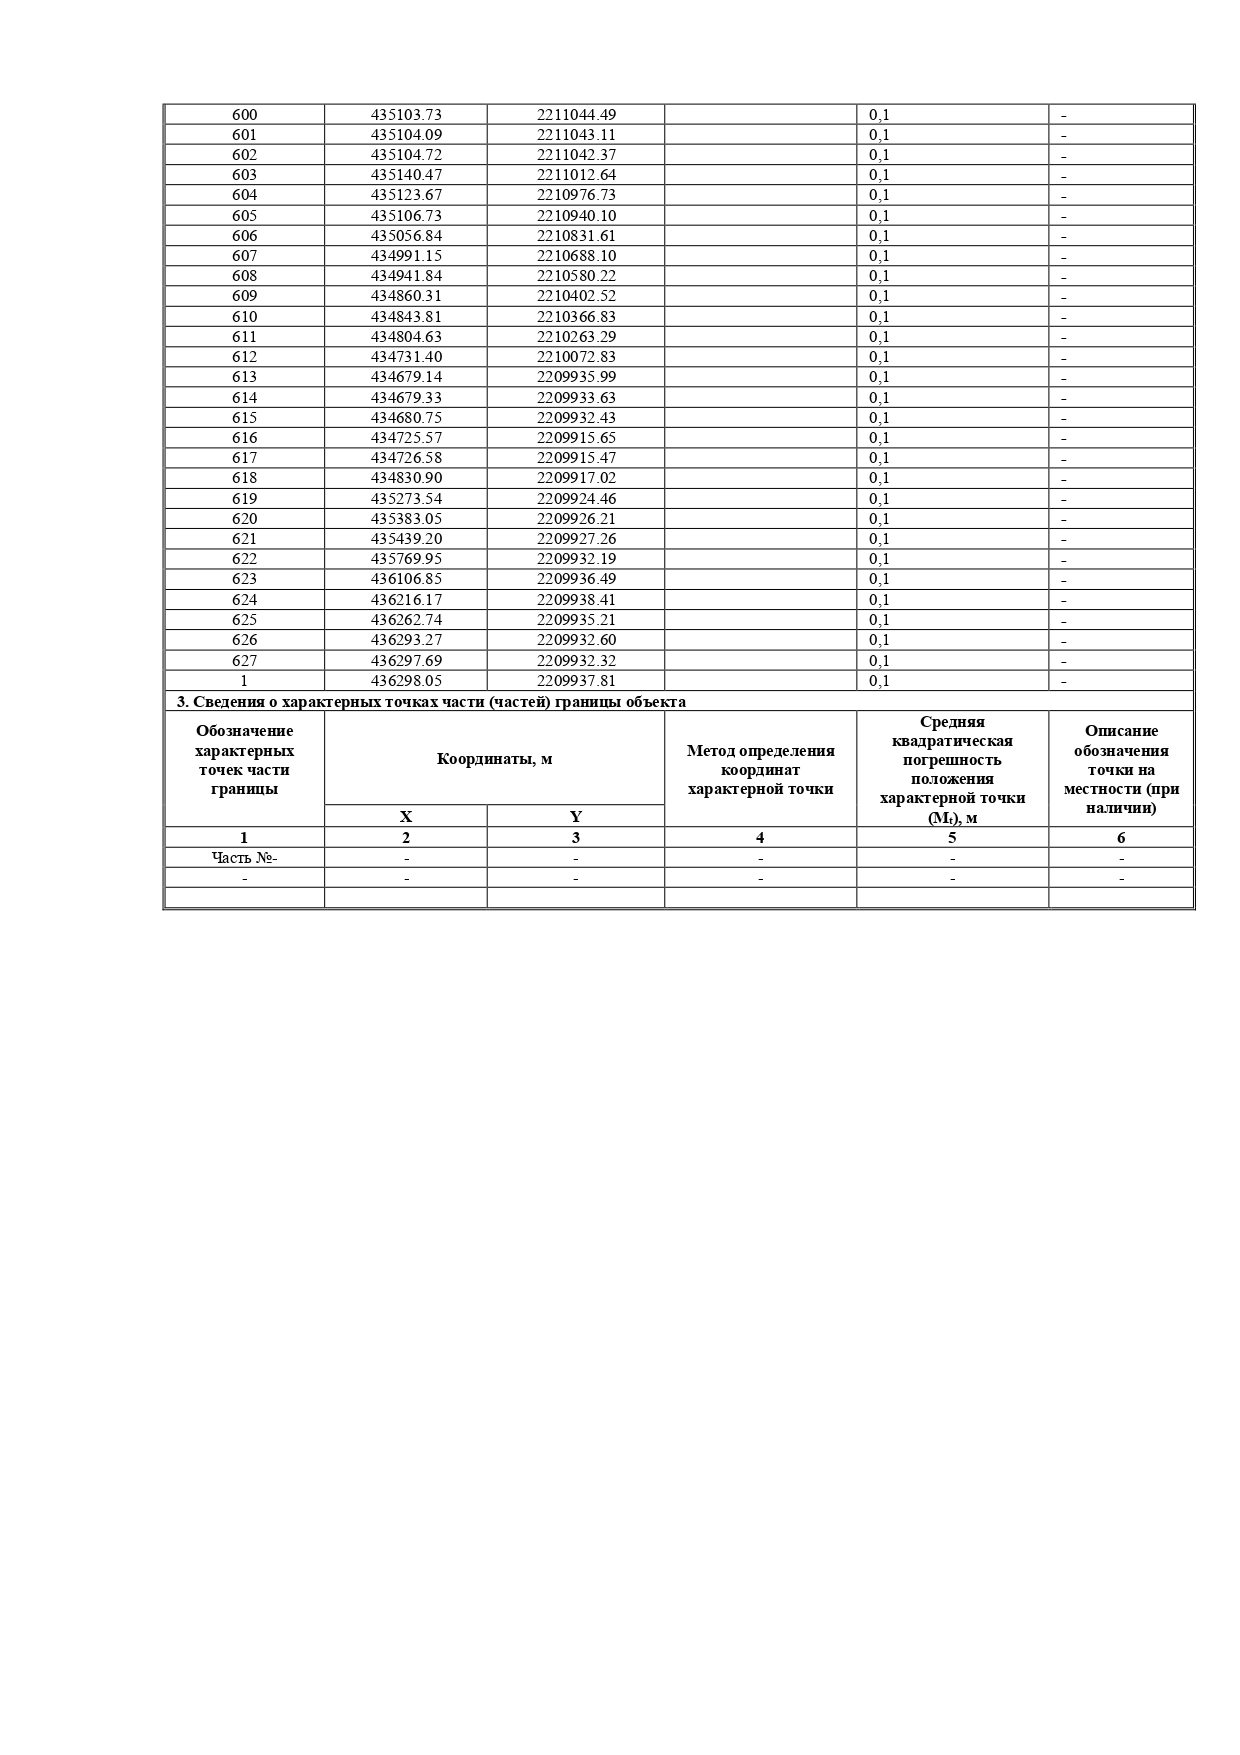 600 435103.73 2211044.49 0,1 -
601 435104.09 2211043.11 0,1 -
602 435104.72 2211042.37 0,1 -
603 435140.47 2211012.64 0,1 -
604 435123.67 2210976.73 0,1 -
605 435106.73 2210940.10 0,1 -
606 435056.84 2210831.61 0,1 -
607 434991.15 2210688.10 0,1 -
608 434941.84 2210580.22 0,1 -
609 434860.31 2210402.52 0,1 -
610 434843.81 2210366.83 0,1 -
611 434804.63 2210263.29 0,1 -
612 434731.40 2210072.83 0,1 -
613 434679.14 2209935.99 0,1 -
614 434679.33 2209933.63 0,1 -
615 434680.75 2209932.43 0,1 -
616 434725.57 2209915.65 0,1 -
617 434726.58 2209915.47 0,1 -
618 434830.90 2209917.02 0,1 -
619 435273.54 2209924.46 0,1 -
620 435383.05 2209926.21 0,1 -
621 435439.20 2209927.26 0,1 -
622 435769.95 2209932.19 0,1 -
623 436106.85 2209936.49 0,1 -
624 436216.17 2209938.41 0,1 -
625 436262.74 2209935.21 0,1 -
626 436293.27 2209932.60 0,1 -
627 436297.69 2209932.32 0,1 -
1 436298.05 2209937.81 0,1 -
3. Сведения о характерных точках части (частей) границы объекта
Обозначение
характерных
точек части
границы
Координаты, м
Метод определения
координат
характерной точки
Средняя
квадратическая
погрешность
положения
характерной точки
(Mt), м
Описание
обозначения
точки на
местности (при
наличии)
X Y
1 2 3 4 5 6
Часть №- - - - - -
- - - - - -